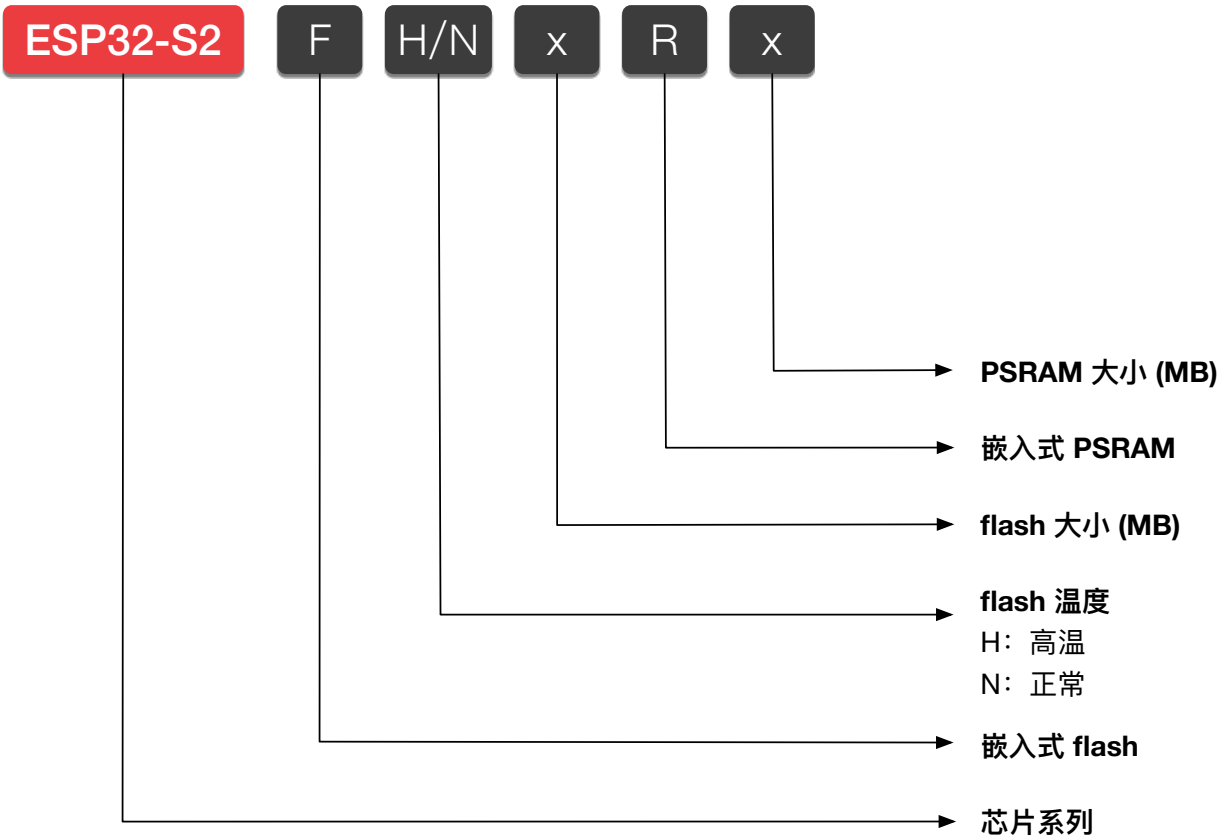 ESP32-S2 F H/N x R x
PSRAM 大小 (MB)
嵌入式 PSRAM
flash 大小 (MB)
flash 温度
H：高温
N：正常
嵌入式 flash
芯片系列